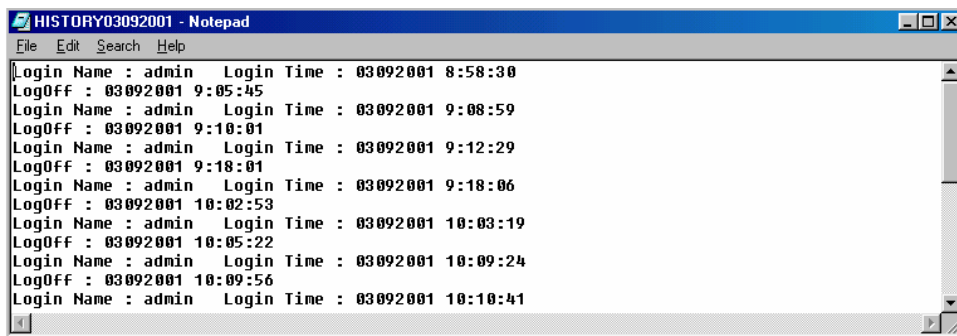 HISTORY03092001 - Notepad
File Edit Search Help
Login Name : admin   Login Time : 03092001 8:58:30
LogOff : 03092001 9:05:45
Login Name : admin   Login Time : 03092001 9:08:59
LogOff : 03092001 9:10:01
Login Name : admin   Login Time : 03092001 9:12:29
LogOff : 03092001 9:18:01
Login Name : admin   Login Time : 03092001 9:18:06
LogOff : 03092001 10:02:53
Login Name : admin   Login Time : 03092001 10:03:19
LogOff : 03092001 10:05:22
Login Name : admin   Login Time : 03092001 10:09:24
LogOff : 03092001 10:09:56
Login Name : admin   Login Time : 03092001 10:10:41